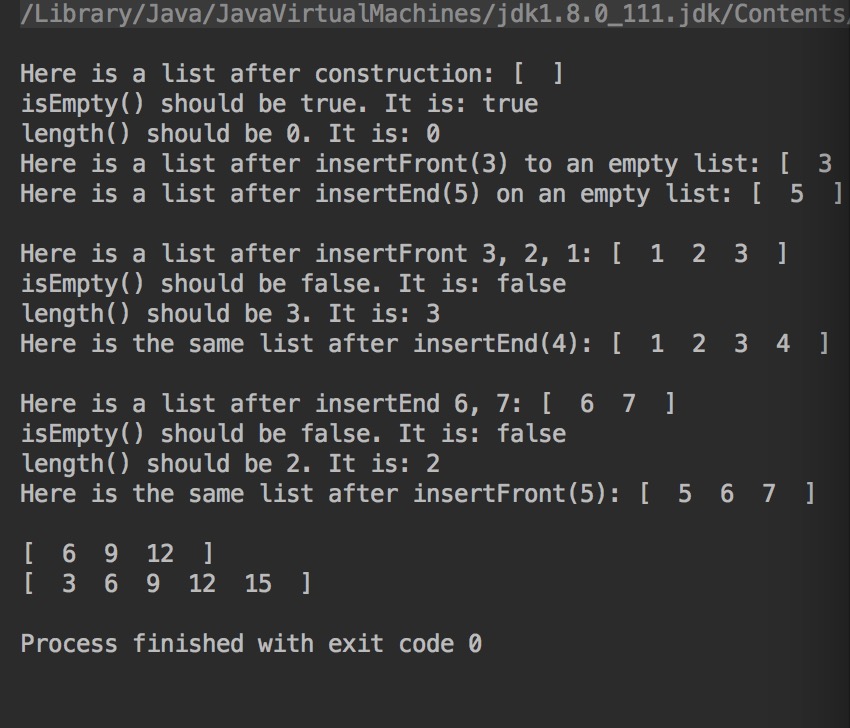 /Library/Java/JavaVirtualMachines/jdk1.8.0_111.jdk/Contents/
Here is a list after construction: [  ]
isEmpty() should be true. It is: true
length() should be 0. It is: 0
Here is a list after insertFront(3) to an empty list: [  3
Here is a list after insertEnd(5) on an empty list: [  5  ]
Here is a list after insertFront 3, 2, 1: [  1  2  3  ]
isEmpty() should be false. It is: false
length() should be 3. It is: 3
Here is the same list after insertEnd(4): [  1  2  3  4  ]
Here is a list after insertEnd 6, 7: [  6  7  ]
isEmpty() should be false. It is: false
length() should be 2. It is: 2
Here is the same list after insertFront(5): [  5  6  7  ]
[  6  9  12  ]
[  3  6  9  12  15  ]
Process finished with exit code 0